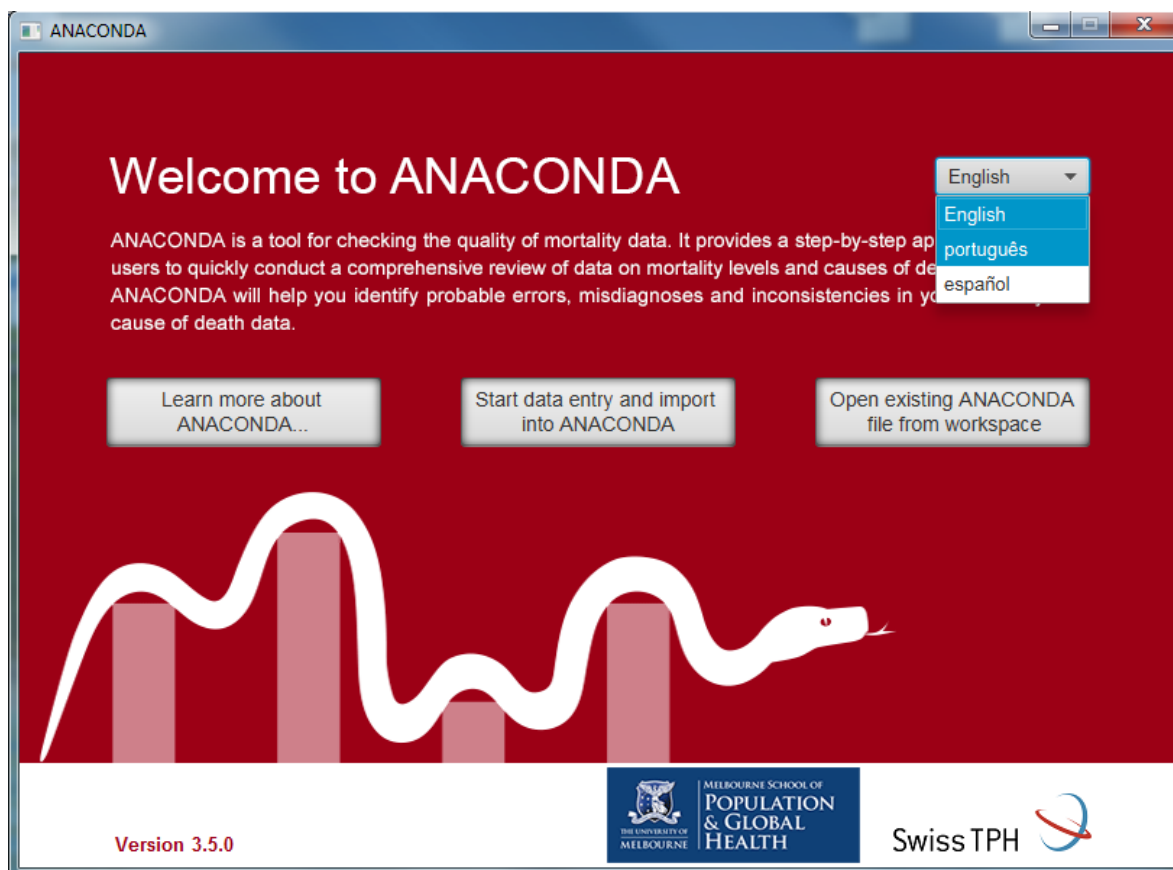 ANACONDA
Welcome to ANACONDA
English
English
português
español
ANACONDA is a tool for checking the quality of mortality data. It provides a step-by-step ap
users to quickly conduct a comprehensive review of data on mortality levels and causes of de
ANACONDA will help you identify probable errors, misdiagnoses and inconsistencies in yo
cause of death data.
Learn more about
ANACONDA...
Start data entry and import
into ANACONDA
Open existing ANACONDA
file from workspace
Version 3.5.0
THE UNIVERSITY OF
MELBOURNE
MELBOURNE SCHOOL OF
POPULATION
& GLOBAL
HEALTH
Swiss TPH